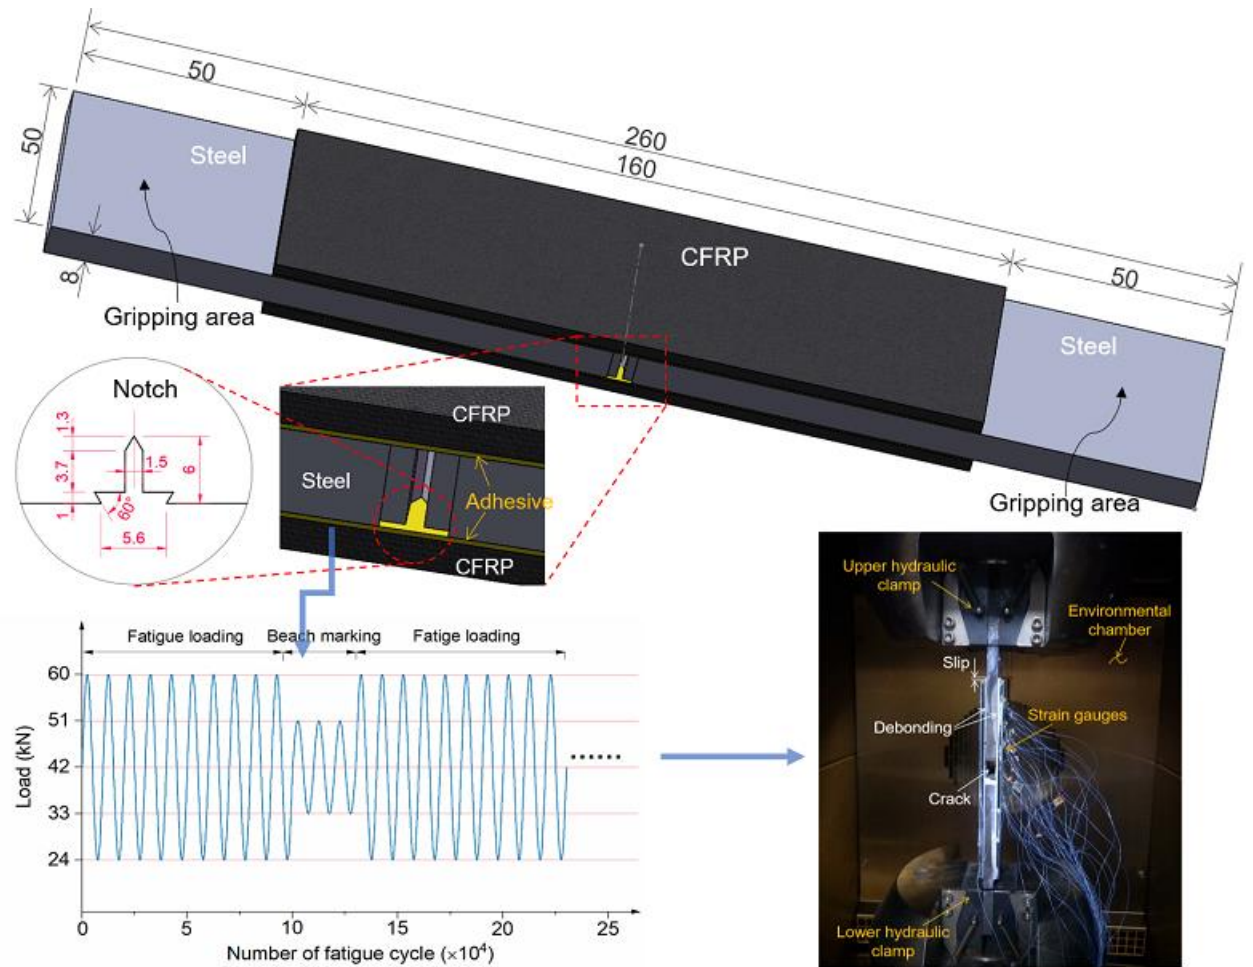 50
260
160
50
50
8
Steel
CFRP
Steel
Gripping area
Gripping area
Notch
1.3
3.7
1
1.5
6
60°
5.6
CFRP
Steel
Adhesive
CFRP
Fatigue loading
Beach marking
Fatige loading
60
51
42
33
24
Load (kN)
0
5
10
15
20
25
Number of fatigue cycle (×10⁴)
Upper hydraulic
clamp
Environmental
chamber
Slip
Strain gauges
Debonding
Crack
Lower hydraulic
clamp